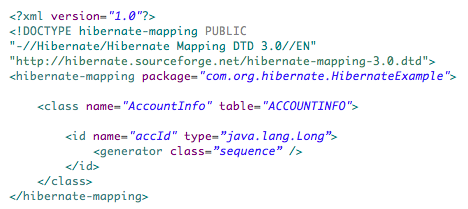 <?xml version="1.0"?>
<!DOCTYPE hibernate-mapping PUBLIC
"-//Hibernate/Hibernate Mapping DTD 3.0//EN"
"http://hibernate.sourceforge.net/hibernate-mapping-3.0.dtd">
<hibernate-mapping package="com.org.hibernate.HibernateExample">
<class name="AccountInfo" table="ACCOUNTINFO">
<id name="accId" type=”java.lang.Long”>
<generator class=”sequence” />
</id>
</class>
</hibernate-mapping>